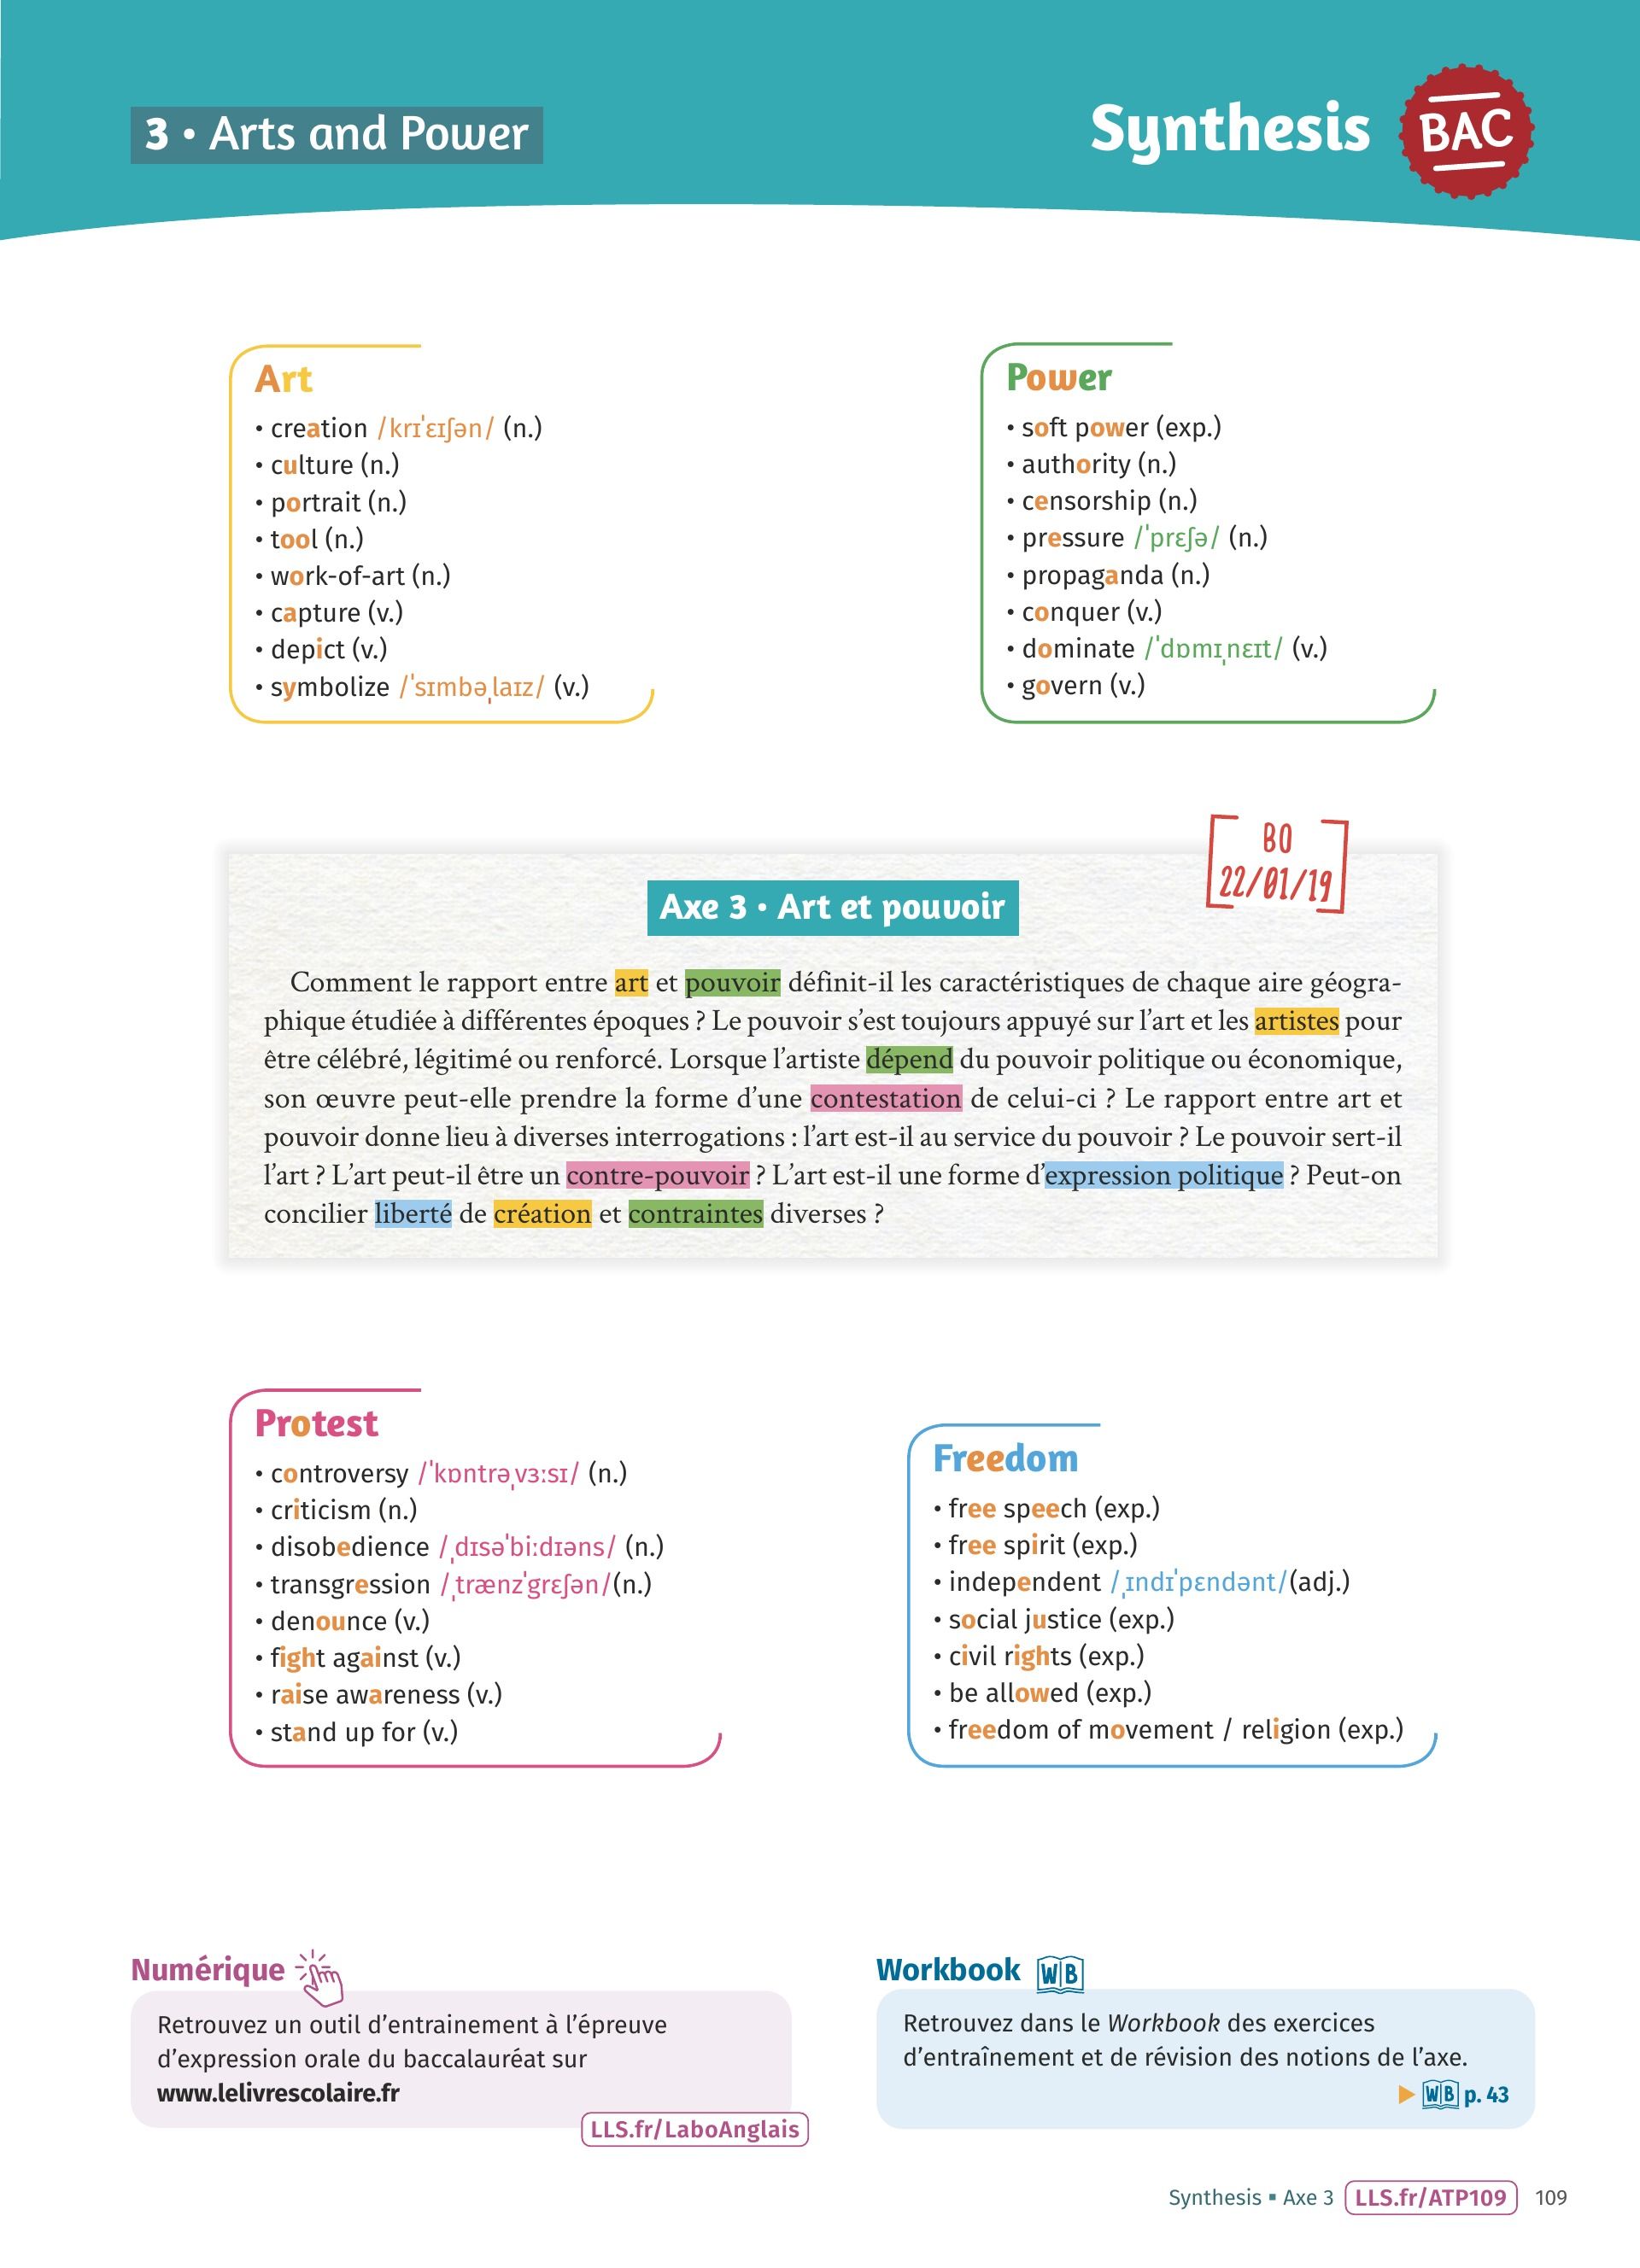 3 • Arts and Power
Synthesis
BAC
Art
• creation /krɪˈɛɪʃən/ (n.)
• culture (n.)
• portrait (n.)
• tool (n.)
• work-of-art (n.)
• capture (v.)
• depict (v.)
• symbolize /ˈsɪmbəˌlaɪz/ (v.)
Power
• soft power (exp.)
• authority (n.)
• censorship (n.)
• pressure /ˈprɛʃə/ (n.)
• propaganda (n.)
• conquer (v.)
• dominate /ˈdɒmɪˌnɛɪt/ (v.)
• govern (v.)
BO
22/01/19
Axe 3 • Art et pouvoir
Comment le rapport entre art et pouvoir définit-il les caractéristiques de chaque aire géogra-
phique étudiée à différentes époques ? Le pouvoir s’est toujours appuyé sur l’art et les artistes pour
être célébré, légitimé ou renforcé. Lorsque l’artiste dépend du pouvoir politique ou économique,
son œuvre peut-elle prendre la forme d’une contestation de celui-ci ? Le rapport entre art et
pouvoir donne lieu à diverses interrogations : l’art est-il au service du pouvoir ? Le pouvoir sert-il
l’art ? L’art peut-il être un contre-pouvoir ? L’art est-il une forme d’expression politique ? Peut-on
concilier liberté de création et contraintes diverses ?
Protest
• controversy /ˈkɒntrəˌvɜːsɪ/ (n.)
• criticism (n.)
• disobedience /ˌdɪsəˈbiːdɪəns/ (n.)
• transgression /ˌtrænzˈgrɛʃən/(n.)
• denounce (v.)
• fight against (v.)
• raise awareness (v.)
• stand up for (v.)
Freedom
• free speech (exp.)
• free spirit (exp.)
• independent /ˌɪndɪˈpɛndənt/(adj.)
• social justice (exp.)
• civil rights (exp.)
• be allowed (exp.)
• freedom of movement / religion (exp.)
Numérique
Retrouvez un outil d’entrainement à l’épreuve
d’expression orale du baccalauréat sur
www.lelivrescolaire.fr
LLS.fr/LaboAnglais
Workbook WB
Retrouvez dans le Workbook des exercices
d’entraînement et de révision des notions de l’axe.
▶ WB p. 43
Synthesis ▪ Axe 3 LLS.fr/ATP109 109